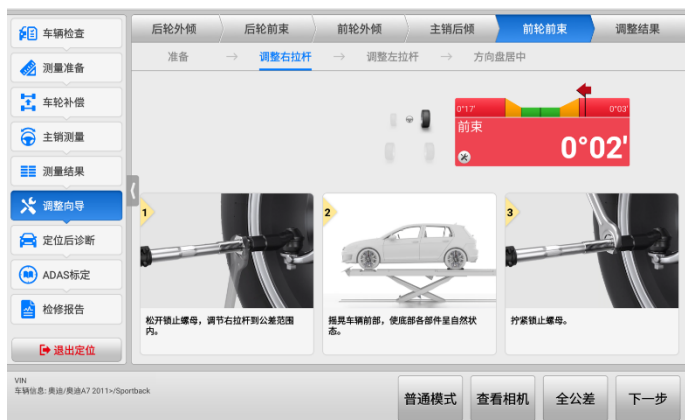 车辆检查
测量准备
车轮补偿
主销测量
测量结果
调整向导
定位后诊断
ADAS标定
检修报告
退出定位
后轮外倾
后轮前束
前轮外倾
主销后倾
前轮前束
调整结果
准备 → 调整右拉杆 → 调整左拉杆 → 方向盘居中
0°17'
0°03'
前束
0°02'
1
2
3
松开锁止螺母，调节右拉杆到公差范围
内。
摇晃车辆前部，使底部各部件呈自然状
态。
拧紧锁止螺母。
VIN
车辆信息: 奥迪/奥迪A7 2011>/Sportback
普通模式
查看相机
全公差
下一步